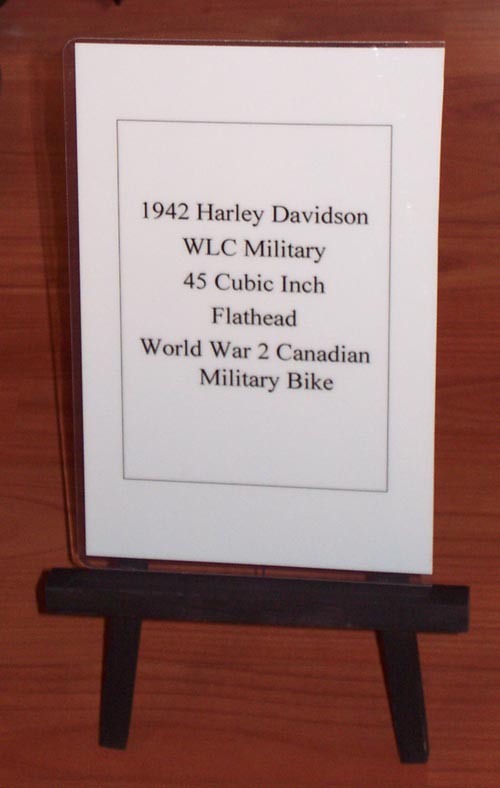 1942 Harley Davidson
WLC Military
45 Cubic Inch
Flathead
World War 2 Canadian
Military Bike